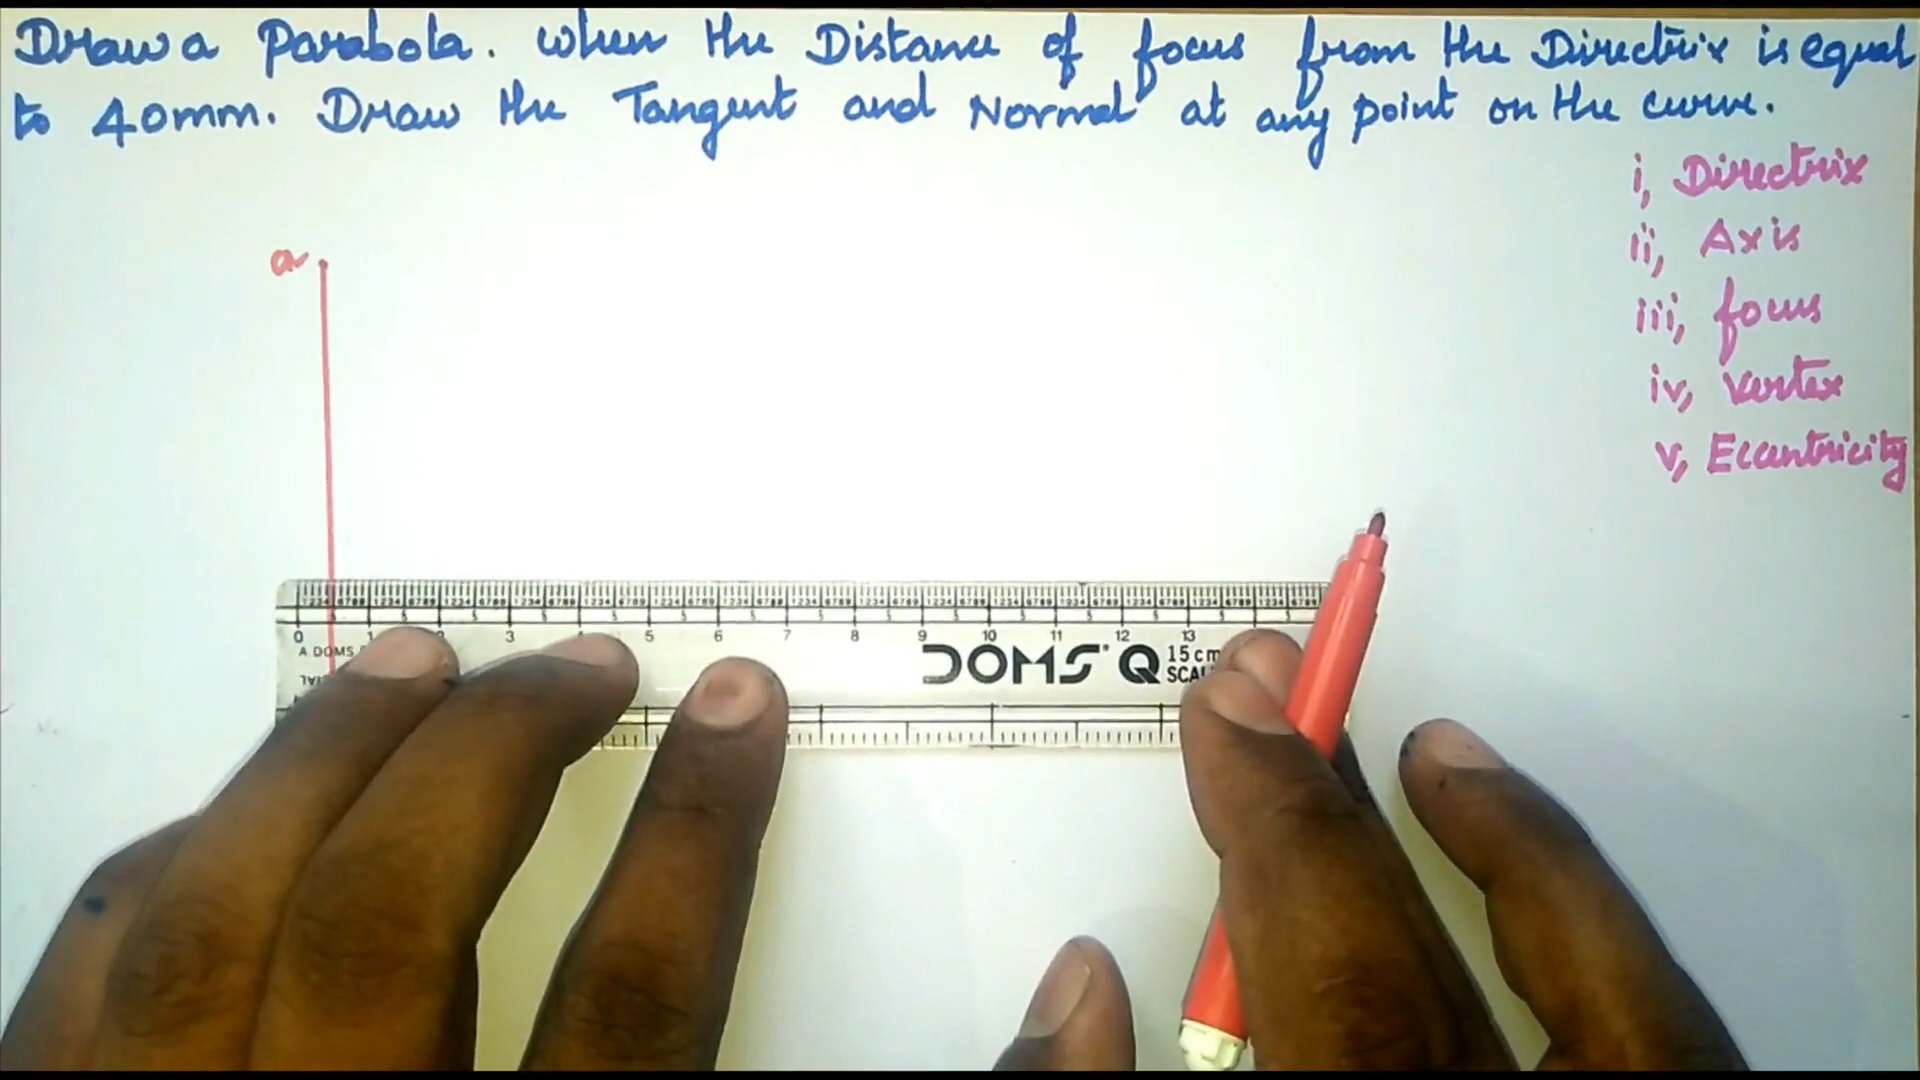 Draw a Parabola. when the Distance of focus from the Directrix is equal
to 40mm. Draw the Tangent and Normal at any point on the curve.
i, Directrix
ii, Axis
iii, focus
iv, Vertex
v, Eccentricity
a
0 1 2 3 4 5 6 7 8 9 10 11 12 13
A DOMS
DOMS Q 15cm